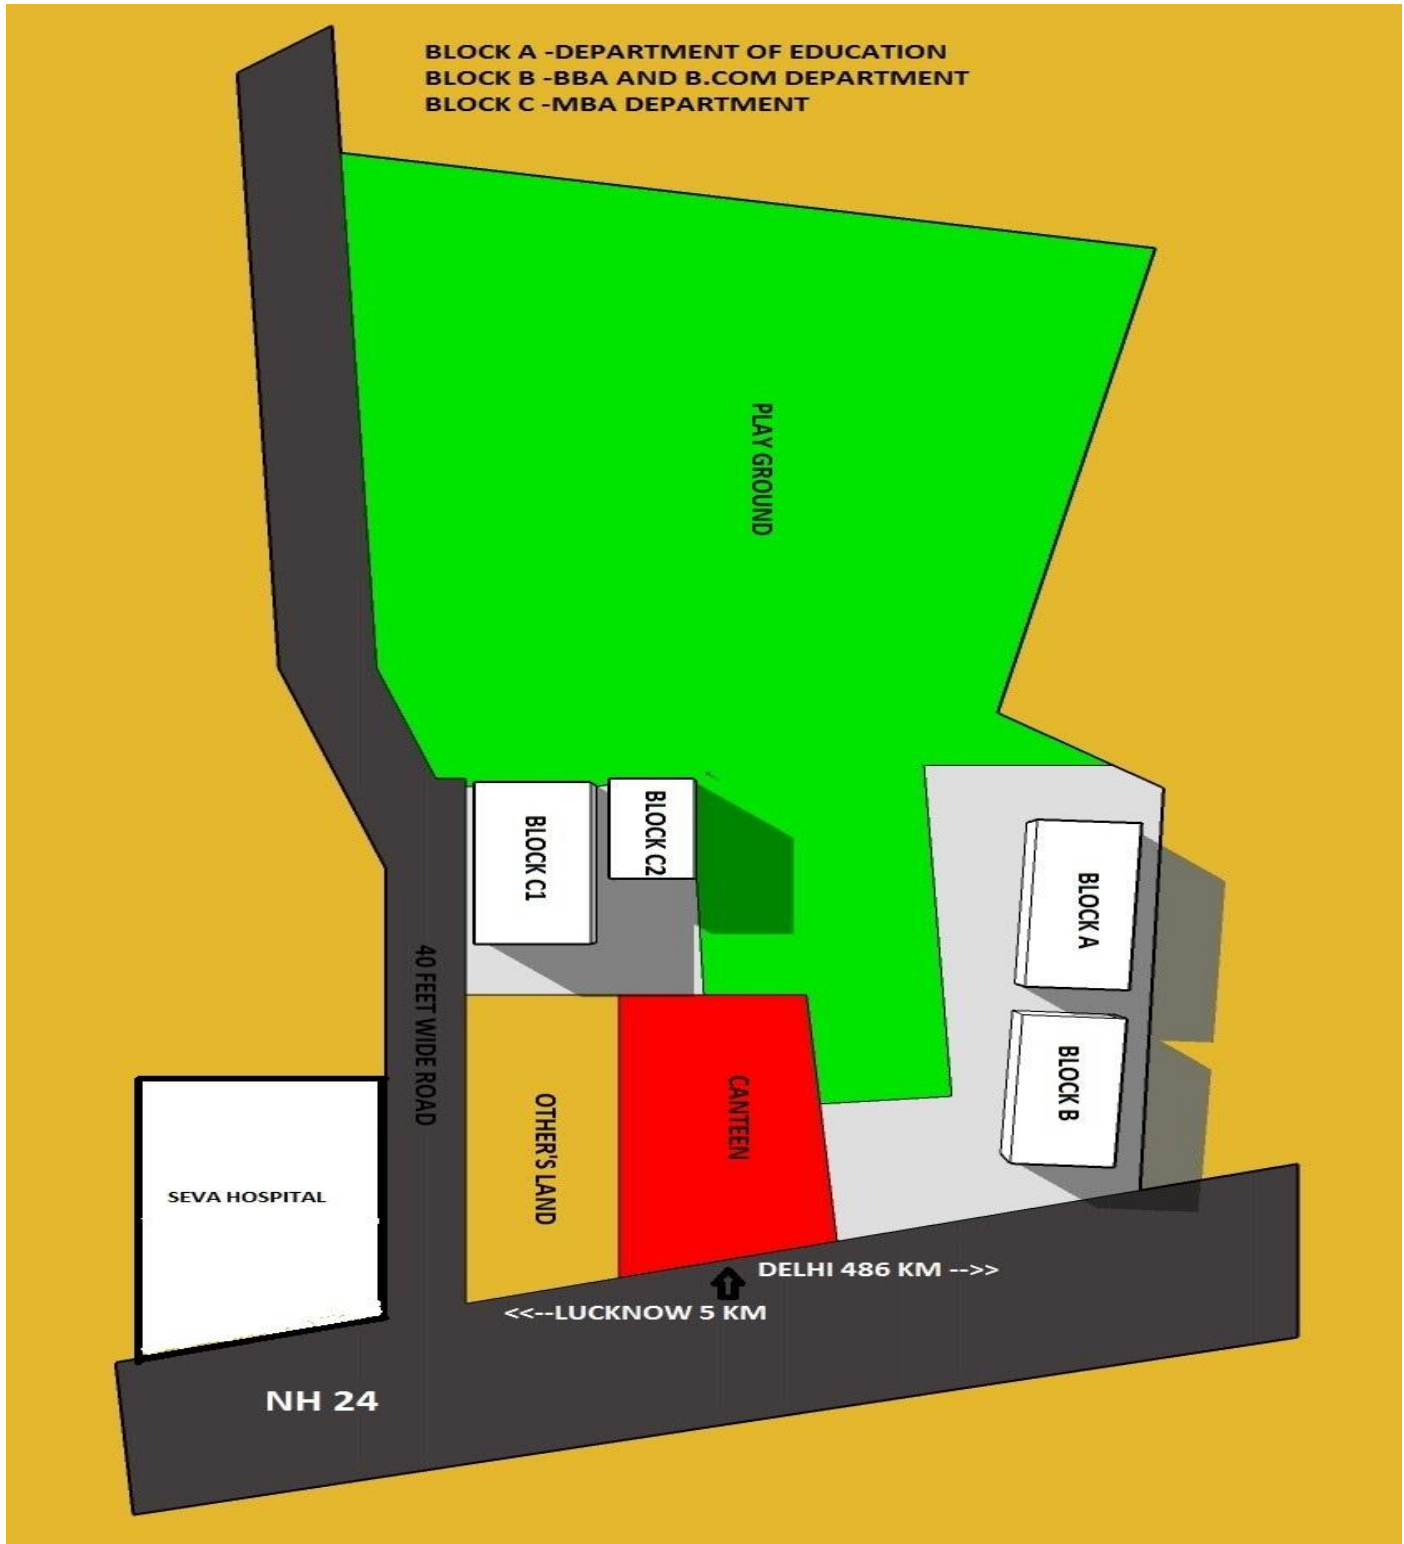 BLOCK A -DEPARTMENT OF EDUCATION
BLOCK B -BBA AND B.COM DEPARTMENT
BLOCK C -MBA DEPARTMENT
PLAY GROUND
BLOCK C1
BLOCK C2
BLOCK A
BLOCK B
40 FEET WIDE ROAD
OTHER'S LAND
CANTEEN
SEVA HOSPITAL
DELHI 486 KM -->>
<<--LUCKNOW 5 KM
NH 24